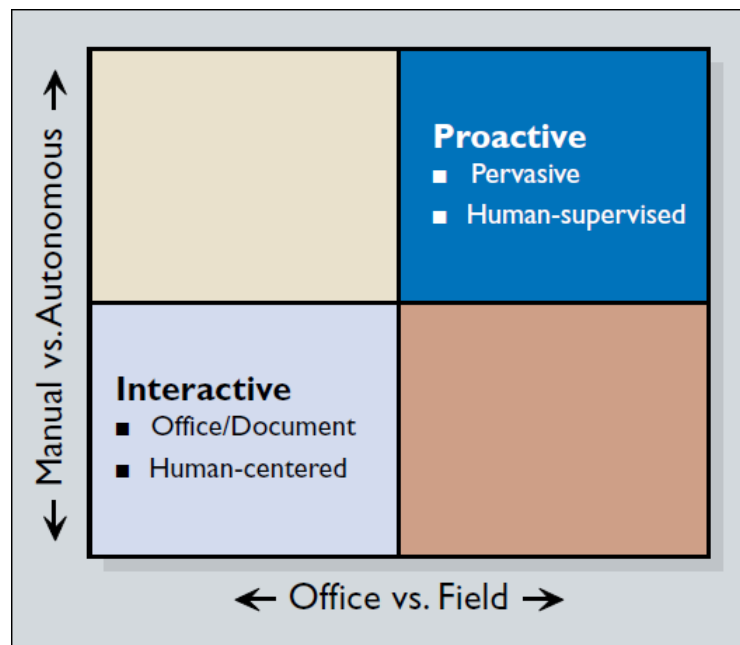 Proactive
▪ Pervasive
▪ Human-supervised
Interactive
▪ Office/Document
▪ Human-centered
← Manual vs. Autonomous →
← Office vs. Field →